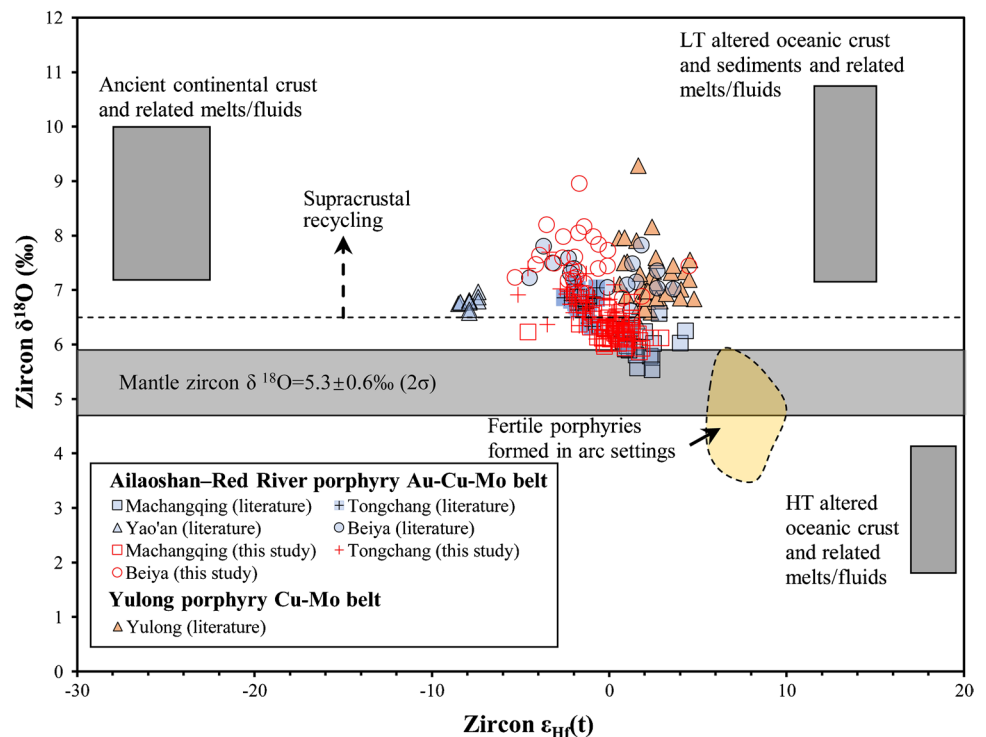 12
11
10
9
8
7
6
5
4
3
2
1
0
Zircon δ¹⁸O (‰)
LT altered oceanic crust
and sediments and related
melts/fluids
Ancient continental crust
and related melts/fluids
Supracrustal
recycling
Mantle zircon δ ¹⁸O=5.3±0.6‰ (2σ)
Fertile porphyries
formed in arc settings
HT altered
oceanic crust
and related
melts/fluids
Ailaoshan–Red River porphyry Au-Cu-Mo belt
Machangqing (literature) Tongchang (literature)
Yao'an (literature) Beiya (literature)
Machangqing (this study) Tongchang (this study)
Beiya (this study)
Yulong porphyry Cu-Mo belt
Yulong (literature)
-30 -20 -10 0 10 20
Zircon εHf(t)